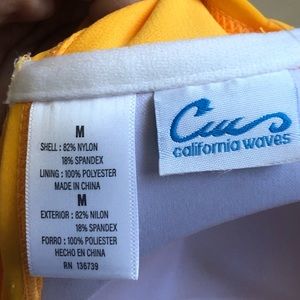 M
SHELL : 82% NYLON
18% SPANDEX
LINING : 100% POLYESTER
MADE IN CHINA
M
EXTERIOR : 82% NILON
18% SPANDEX
FORRO : 100% POLIESTER
HECHO EN CHINA
RN 136739
Cwvs
california waves